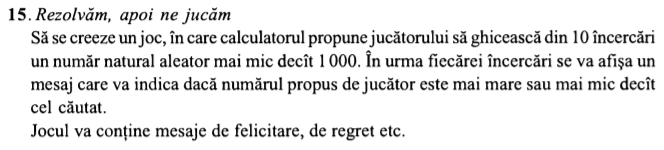 15. Rezolvăm, apoi ne jucăm
Să se creeze un joc, în care calculatorul propune jucătorului să ghicească din 10 încercări
un număr natural aleator mai mic decît 1 000. În urma fiecărei încercări se va afişa un
mesaj care va indica dacă numărul propus de jucător este mai mare sau mai mic decît
cel căutat.
Jocul va conţine mesaje de felicitare, de regret etc.